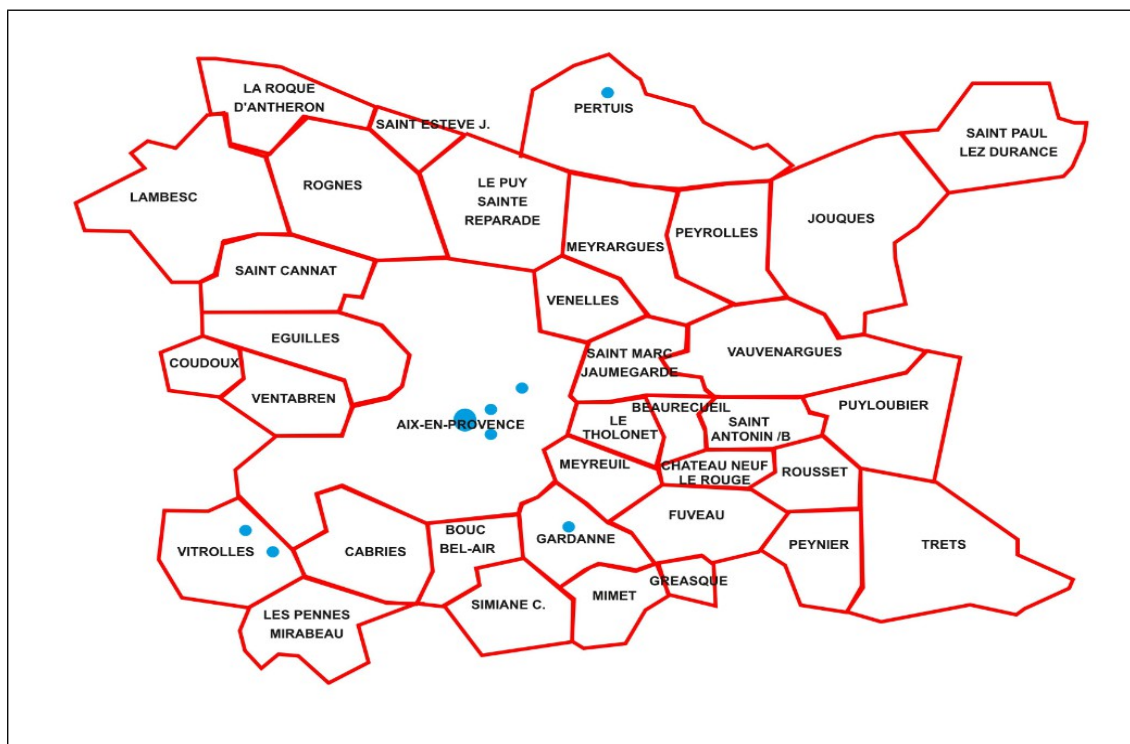 LA ROQUE
D'ANTHERON
SAINT ESTEVE J.
PERTUIS
SAINT PAUL
LEZ DURANCE
LAMBESC
ROGNES
LE PUY
SAINTE
REPARADE
MEYRARGUES
PEYROLLES
JOUQUES
SAINT CANNAT
VENELLES
EGUILLES
COUDOUX
VENTABREN
SAINT MARC
JAUMEGARDE
VAUVENARGUES
PUYLOUBIER
AIX-EN-PROVENCE
BEAURECUEIL
LE
THOLONET
SAINT
ANTONIN /B
MEYREUIL
CHATEAU NEUF
LE ROUGE
ROUSSET
FUVEAU
VITROLLES
CABRIES
BOUC
BEL-AIR
GARDANNE
PEYNIER
TRETS
GREASQUE
LES PENNES
MIRABEAU
SIMIANE C.
MIMET